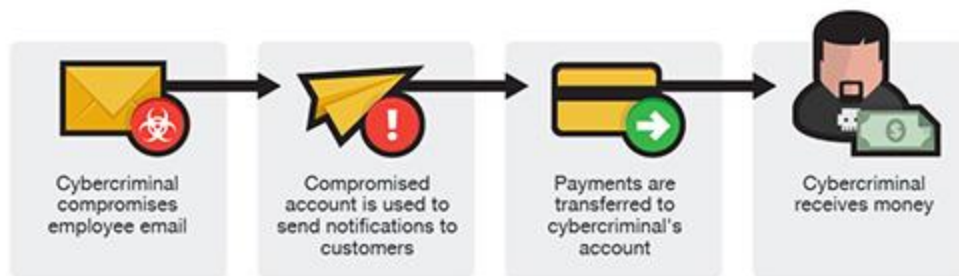 Cybercriminal
compromises
employee email
Compromised
account is used to
send notifications to
customers
Payments are
transferred to
cybercriminal's
account
Cybercriminal
receives money